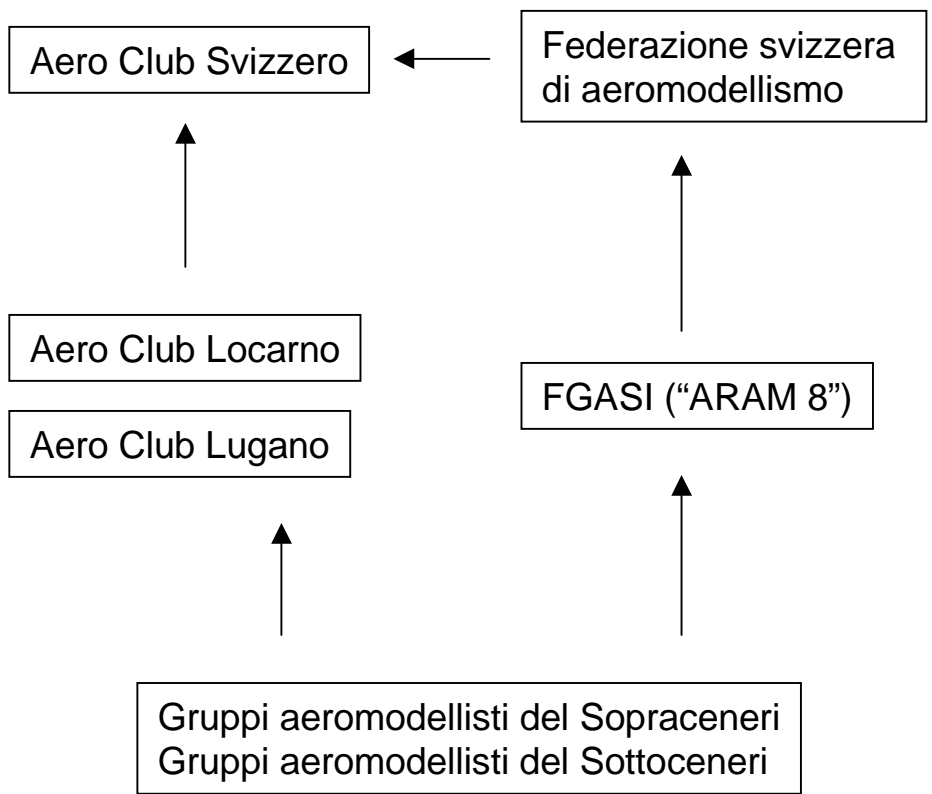 Aero Club Svizzero
Federazione svizzera
di aeromodellismo
Aero Club Locarno
Aero Club Lugano
FGASI (“ARAM 8”)
Gruppi aeromodellisti del Sopraceneri
Gruppi aeromodellisti del Sottoceneri